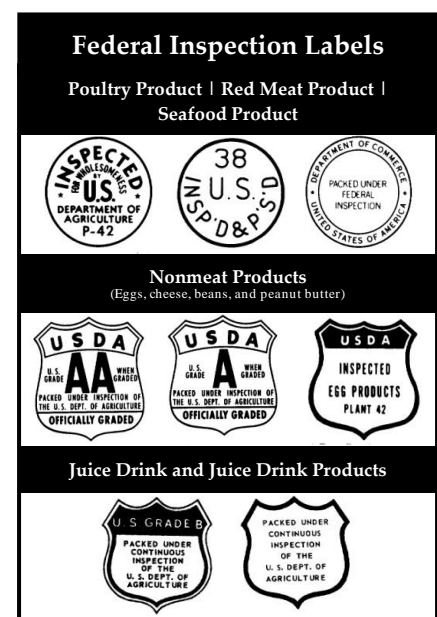 Federal Inspection Labels
Poultry Product | Red Meat Product |
Seafood Product
INSPECTED
FOR WHOLESOMENESS
BY
U.S.
DEPARTMENT OF
AGRICULTURE
P-42
38
U.S.
INSP'D & P'S'D.
DEPARTMENT OF COMMERCE
PACKED UNDER
FEDERAL
INSPECTION
UNITED STATES OF AMERICA
Nonmeat Products
(Eggs, cheese, beans, and peanut butter)
USDA
U.S. GRADE AA WHEN GRADED
PACKED UNDER INSPECTION OF
THE U.S. DEPT. OF AGRICULTURE
OFFICIALLY GRADED
USDA
U.S. GRADE A WHEN GRADED
PACKED UNDER INSPECTION OF
THE U.S. DEPT. OF AGRICULTURE
OFFICIALLY GRADED
USDA
INSPECTED
EGG PRODUCTS
PLANT 42
Juice Drink and Juice Drink Products
U.S GRADE B
PACKED UNDER
CONTINUOUS
INSPECTION
OF THE
U.S. DEPT. OF
AGRICULTURE
PACKED UNDER
CONTINUOUS
INSPECTION
OF THE
U.S. DEPT. OF
AGRICULTURE